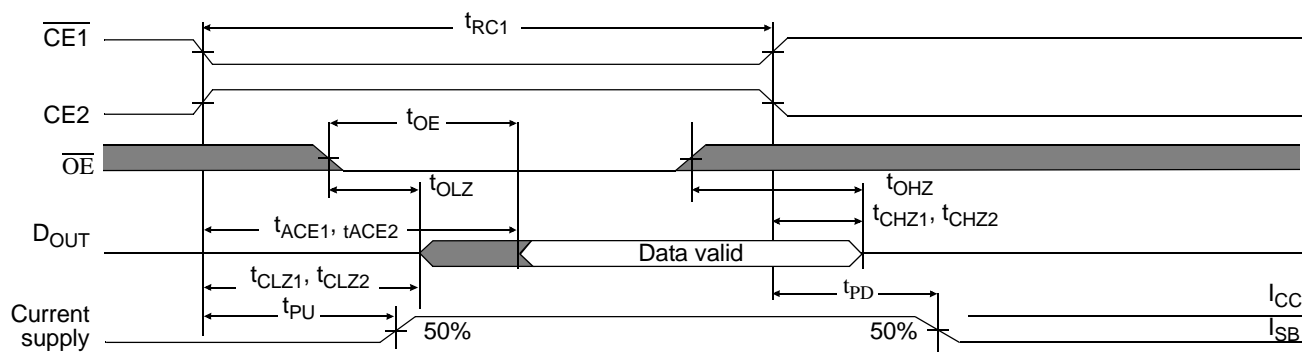 tRC1
CE1
CE2
tOE
OE
tOLZ
tOHZ
tACE1, tACE2
tCHZ1, tCHZ2
DOUT
Data valid
tCLZ1, tCLZ2
tPU
tPD
ICC
Current
supply
50%
50%
ISB